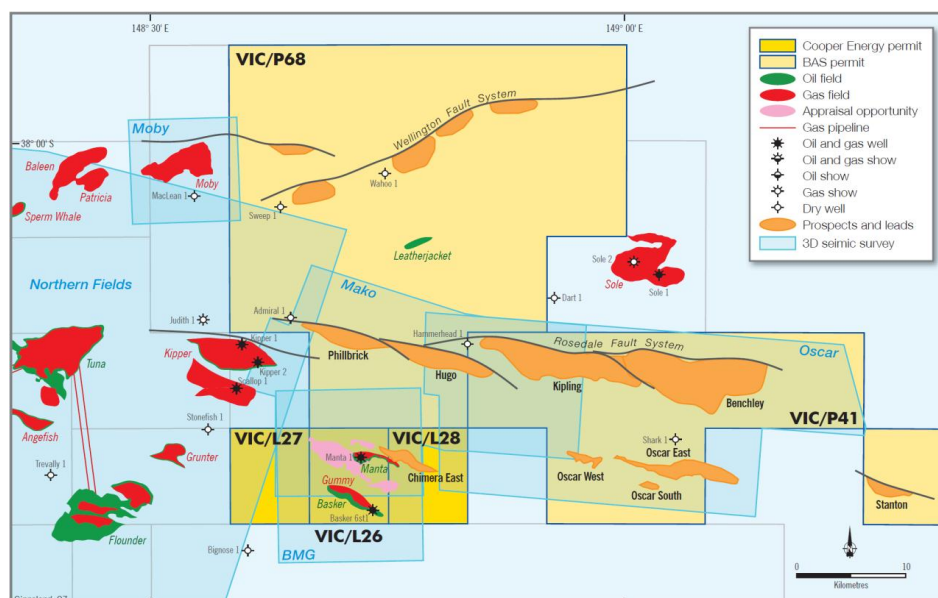 148° 30' E
149° 00' E
VIC/P68
Cooper Energy permit
BAS permit
Oil field
Gas field
Appraisal opportunity
Gas pipeline
Oil and gas well
Oil and gas show
Oil show
Gas show
Dry well
Prospects and leads
3D seismic survey
Wellington Fault System
38° 00' S
Moby
Baleen
Patricia
Moby
MacLean 1
Wahoo 1
Sperm Whale
Sweep 1
Leatherjacket
Sole 2
Sole
Sole 1
Northern Fields
Mako
Dart 1
Judith 1
Admiral 1
Hammerhead 1
Kipper 1
Rosedale Fault System
Oscar
Tuna
Kipper
Kipper 2
Phillbrick
Hugo
Kipling
Benchley
Scallop 1
VIC/P41
Angefish
Stonefish 1
VIC/L27
VIC/L28
Shark 1
Oscar East
Trevally 1
Grunter
Manta 1
Manta
Chimera East
Gummy
Oscar West
Oscar South
Basker
Basker 6st1
Stanton
Flounder
VIC/L26
Bignose 1
BMG
N
0
10
Kilometres